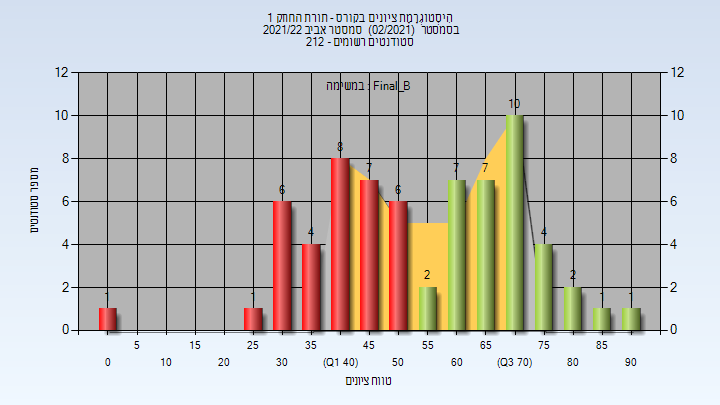 הִיסְטוֹגְרָמַת ציונים בקורס - תורת החוזק 1
בסמסטר  (02/2021)  סמסטר אביב 2021/22
סטודנטים רשומים - 212
במשימה : Final_B
מספר סטודנטים
12 12
10 10
8 8
6 6
4 4
2 2
0 0
1 1 6 4 8 7 6 2 7 7 10 4 2 1 1
5 15 25 35 45 55 65 75 85
0 10 20 30 (Q1 40) 50 60 (Q3 70) 80 90
טווח ציונים